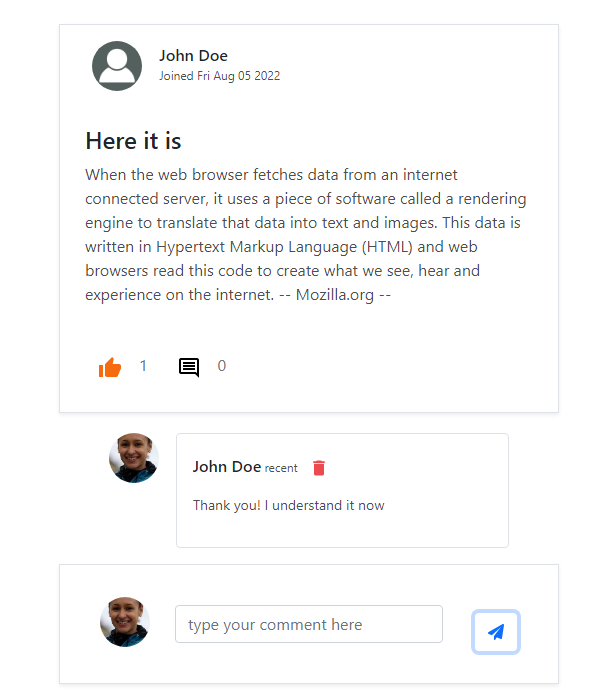 John Doe
Joined Fri Aug 05 2022
Here it is
When the web browser fetches data from an internet
connected server, it uses a piece of software called a rendering
engine to translate that data into text and images. This data is
written in Hypertext Markup Language (HTML) and web
browsers read this code to create what we see, hear and
experience on the internet. -- Mozilla.org --
1 0
John Doe recent
Thank you! I understand it now
type your comment here